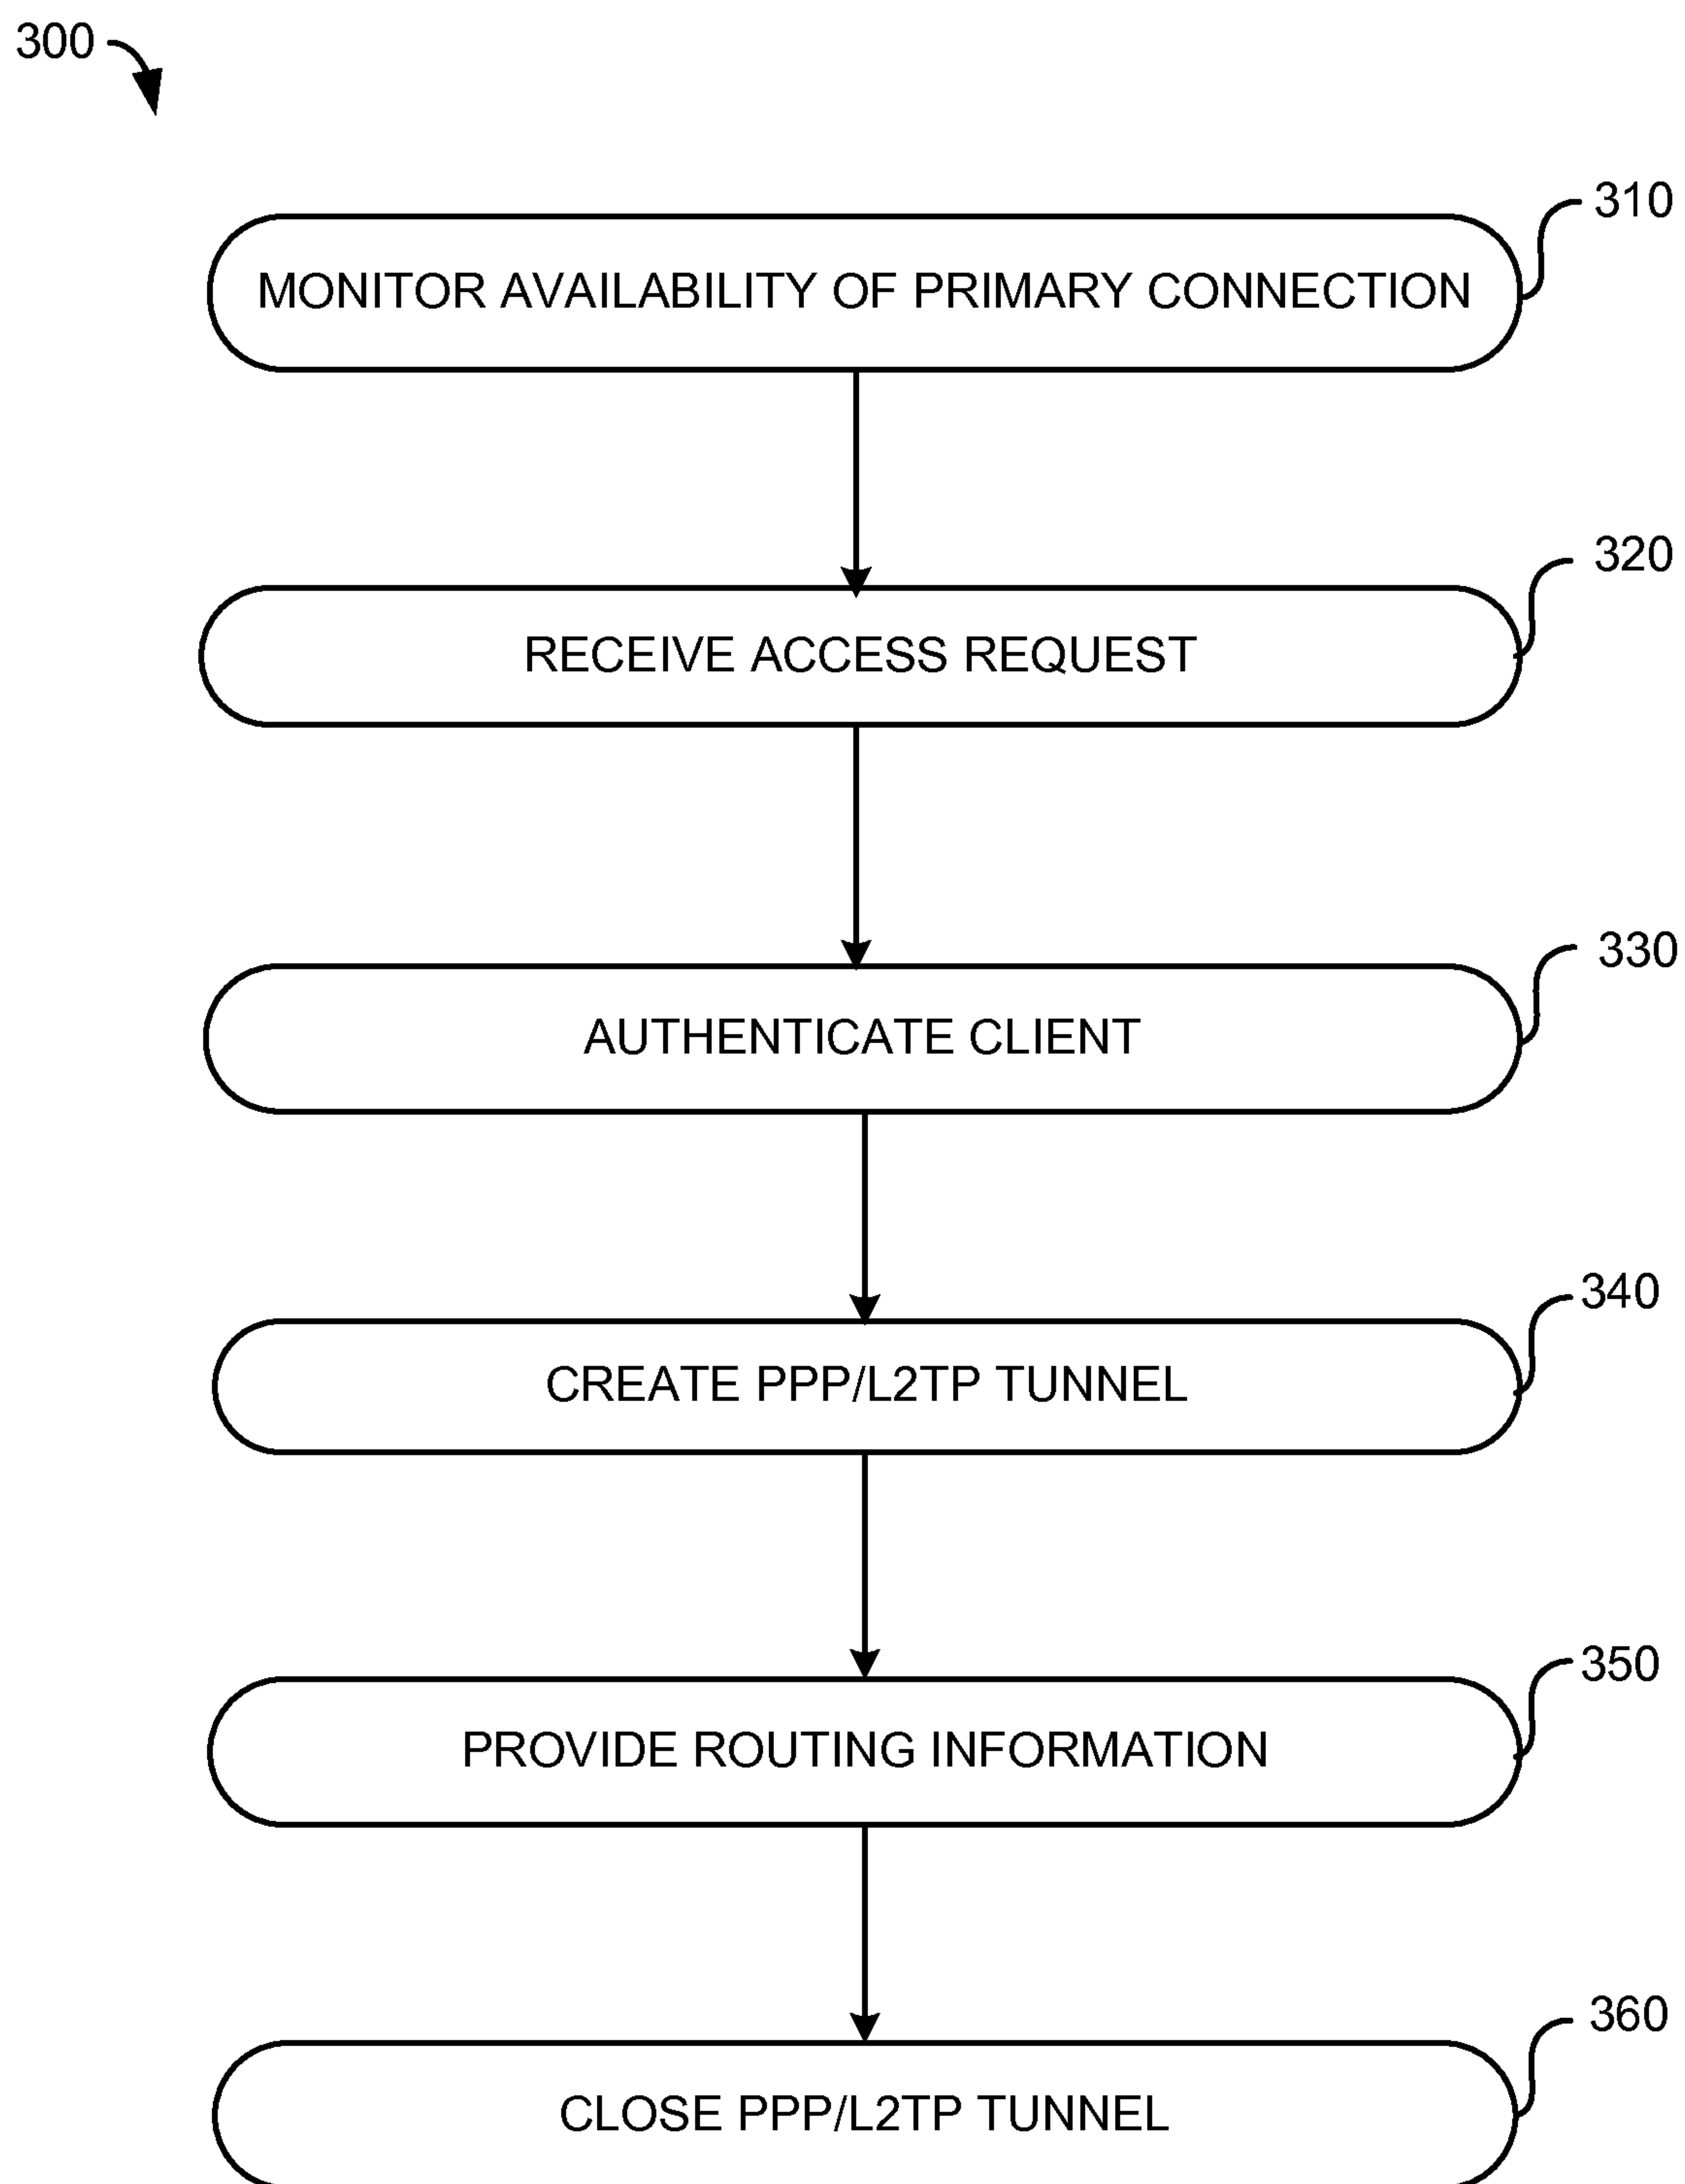 300
310
MONITOR AVAILABILITY OF PRIMARY CONNECTION
320
RECEIVE ACCESS REQUEST
330
AUTHENTICATE CLIENT
340
CREATE PPP/L2TP TUNNEL
350
PROVIDE ROUTING INFORMATION
360
CLOSE PPP/L2TP TUNNEL